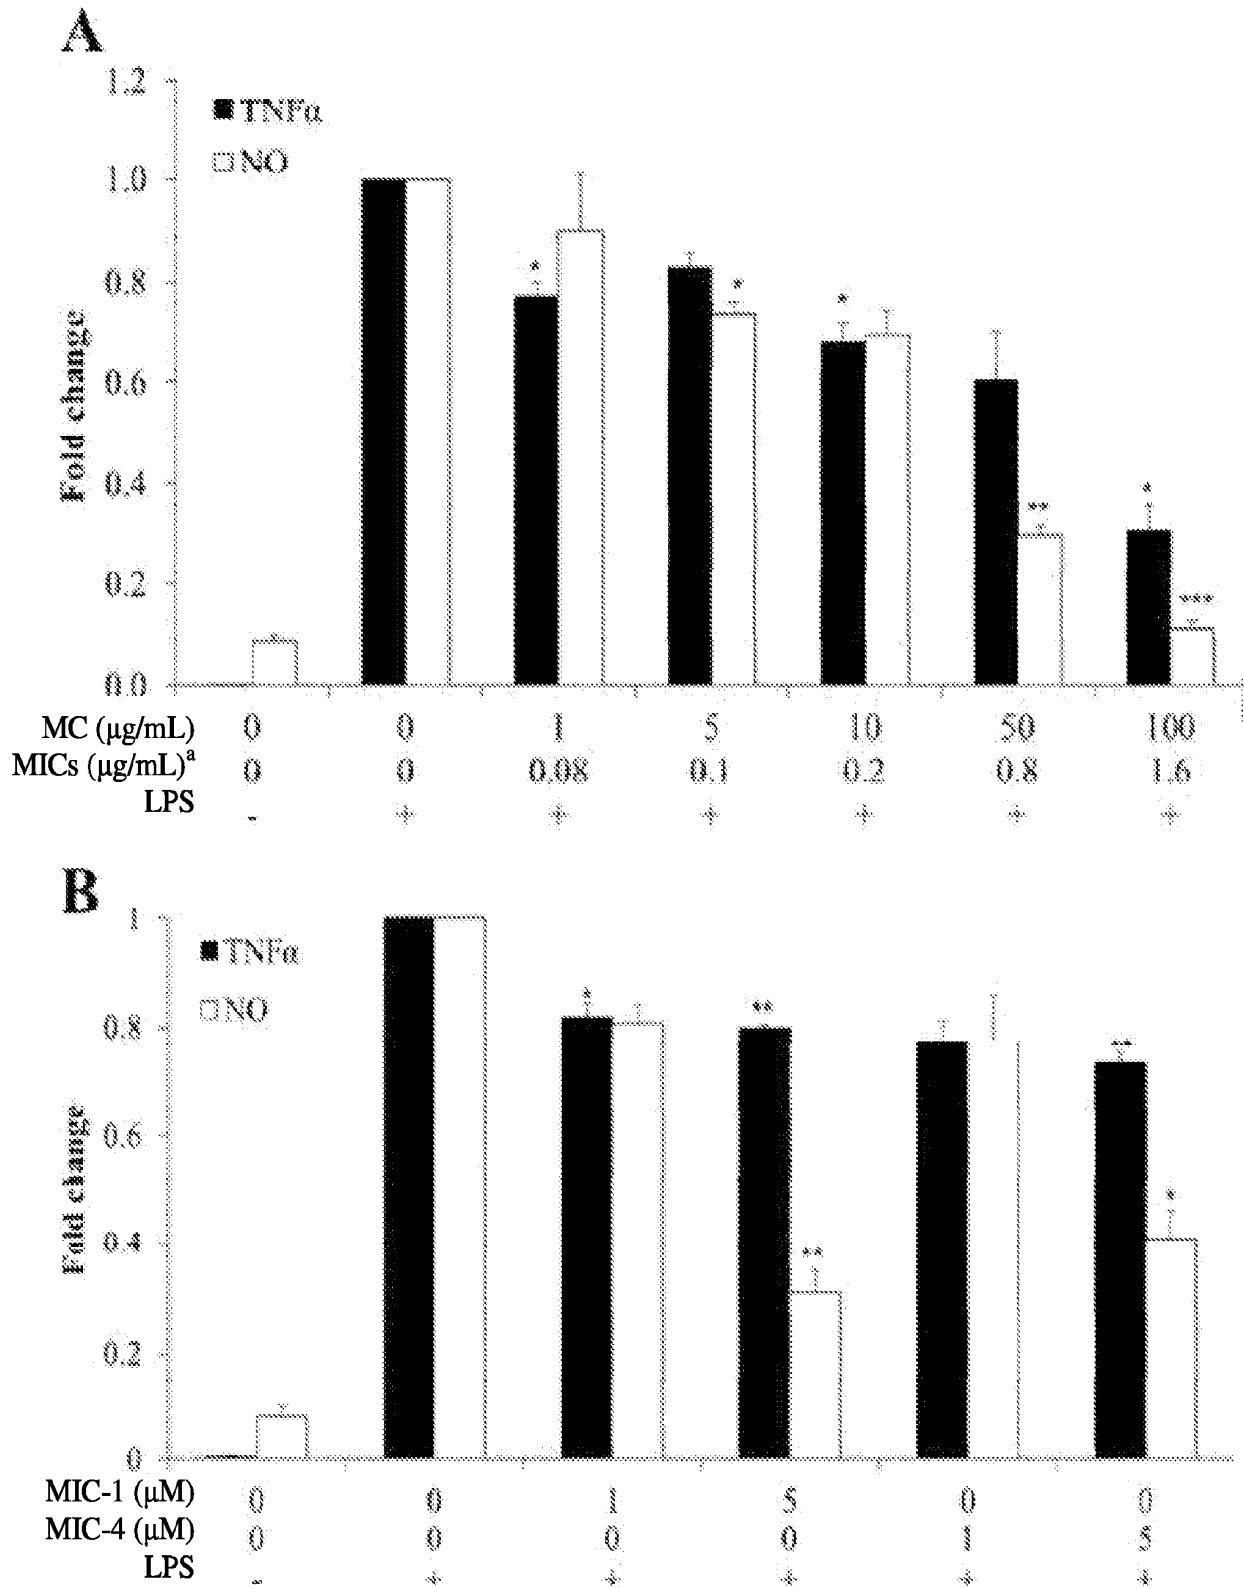 A
1.2
TNFα
NO
1.0
0.8
0.6
0.4
0.2
0.0
Fold change
* * * ** * ***
MC (μg/mL) 0 0 1 5 10 50 100
MICs (μg/mL)a 0 0 0.08 0.1 0.2 0.8 1.6
LPS - + + + + + +
B
1
TNFα
NO
0.8
0.6
0.4
0.2
0
Fold change
* ** ** ** *
MIC-1 (μM) 0 0 1 5 0 0
MIC-4 (μM) 0 0 0 0 1 5
LPS - + + + + +